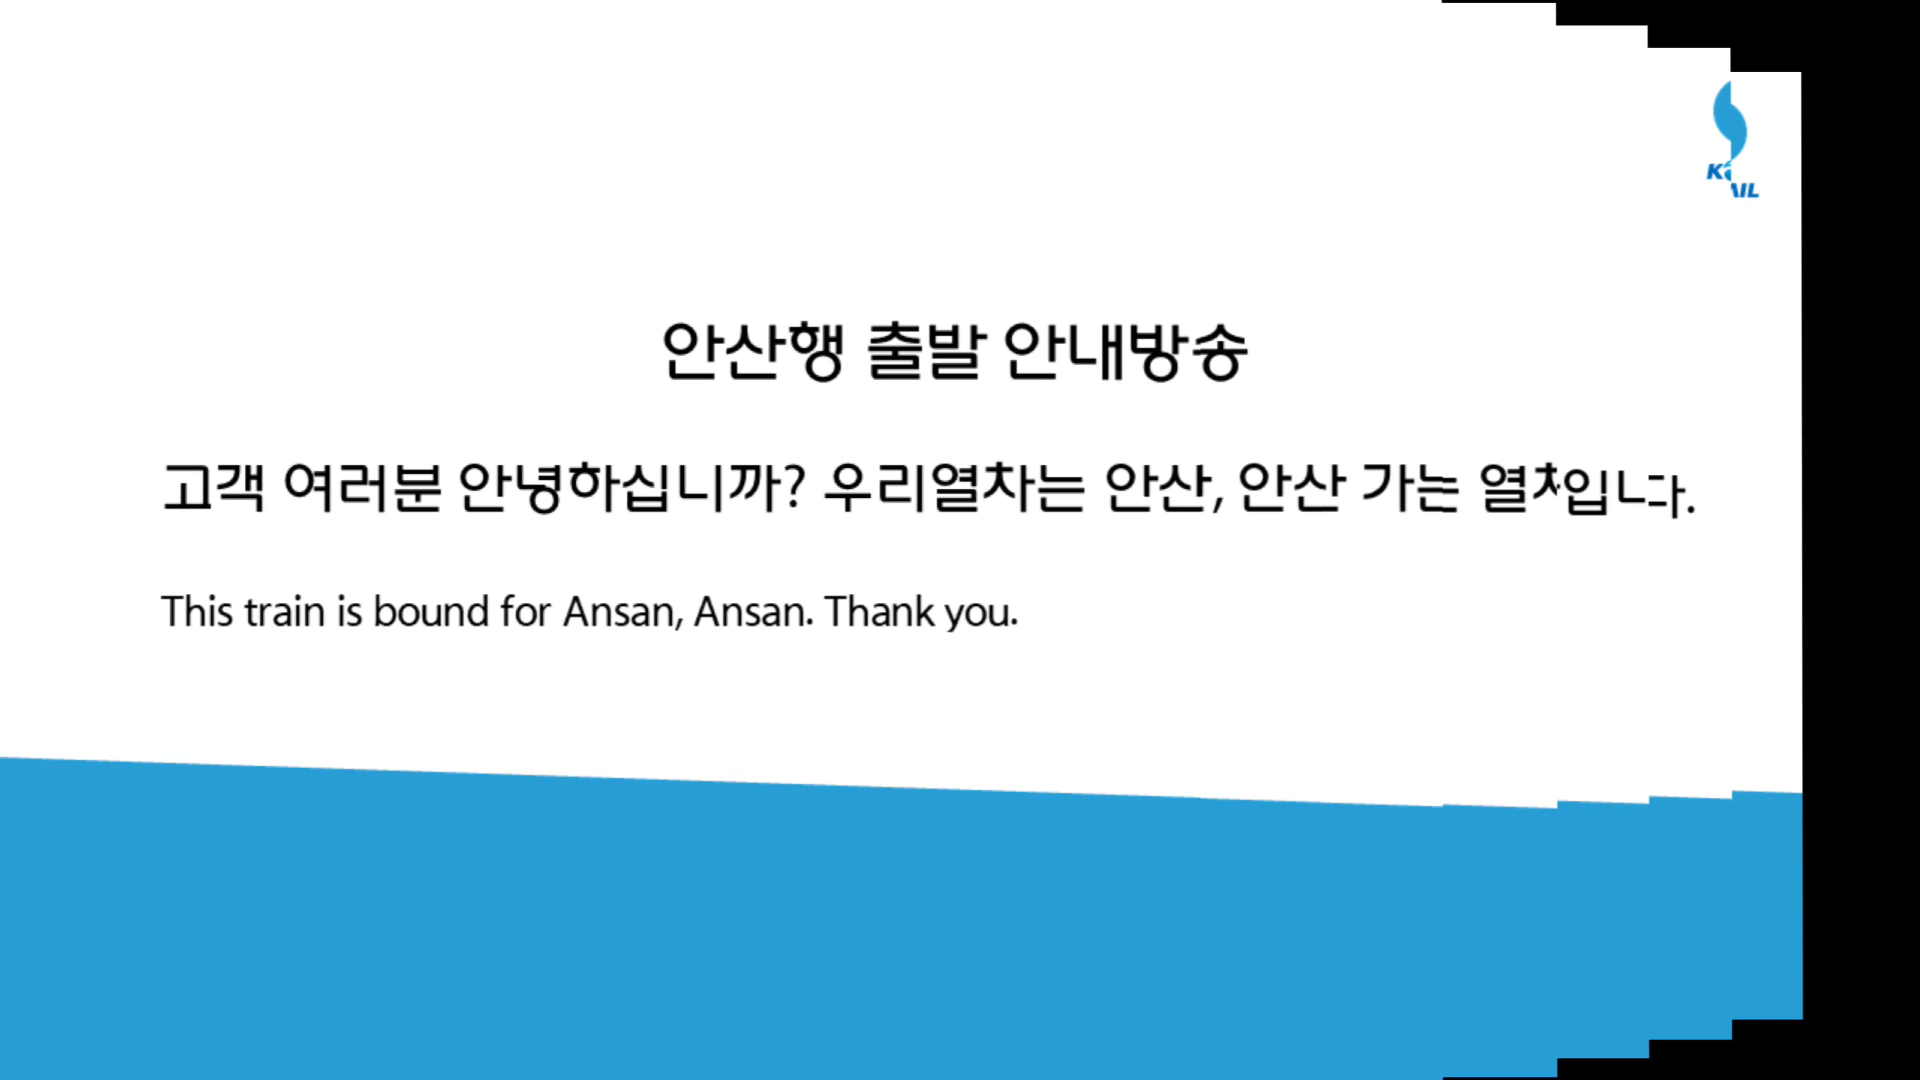 안산행 출발 안내방송
고객 여러분 안녕하십니까? 우리열차는 안산, 안산 가는 열차입니다.
This train is bound for Ansan, Ansan. Thank you.